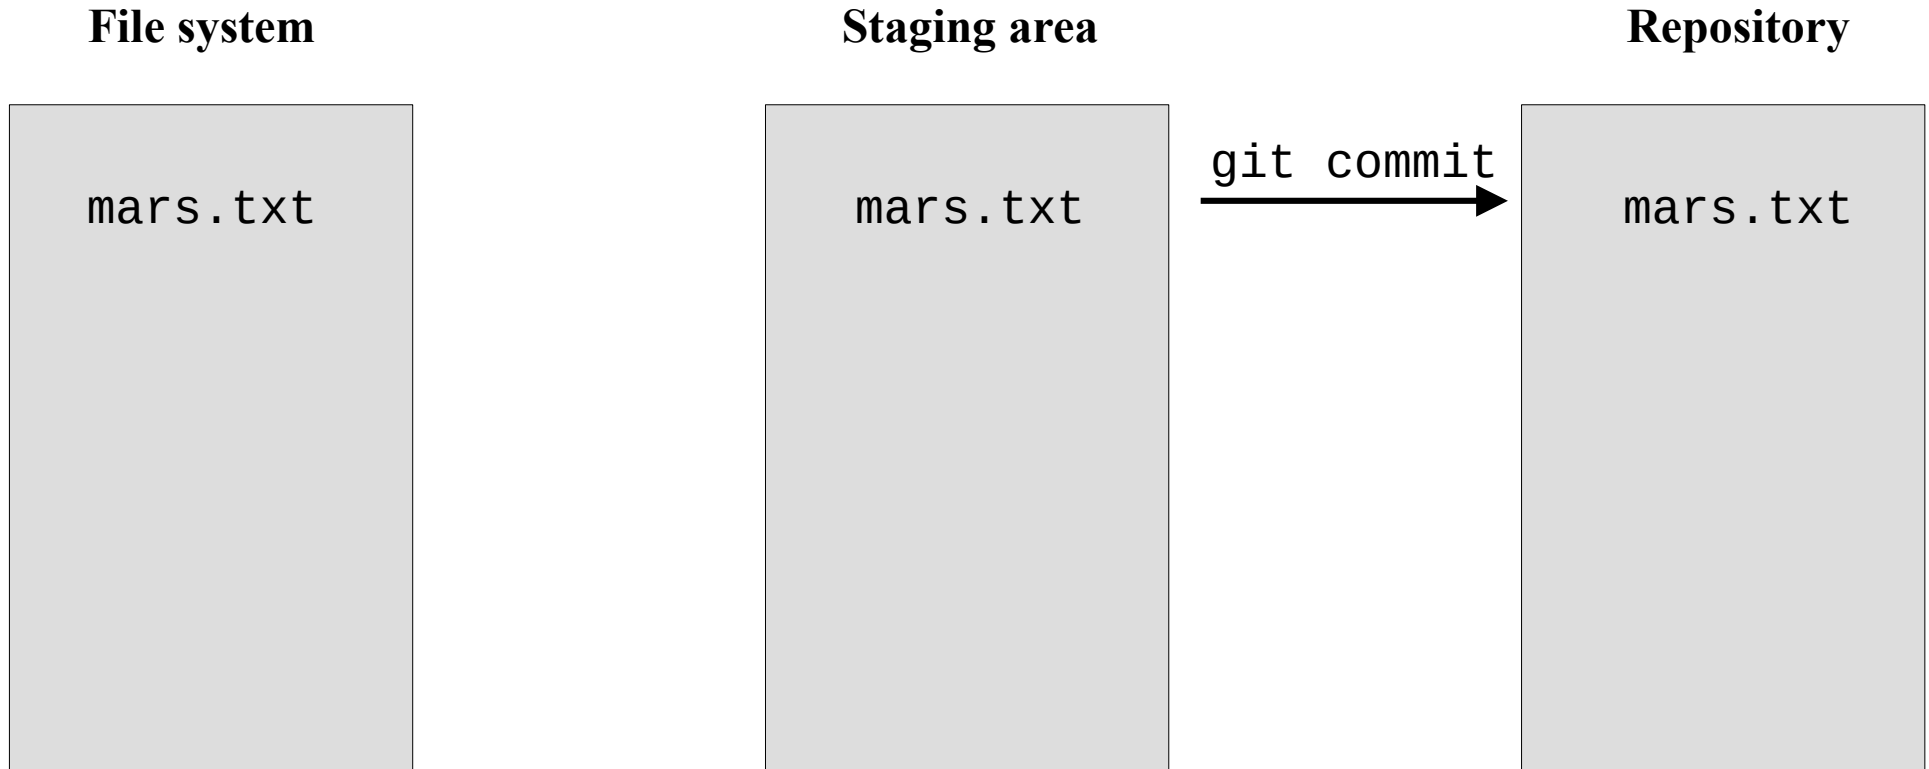 File system
Staging area
Repository
git commit
mars.txt
mars.txt
mars.txt